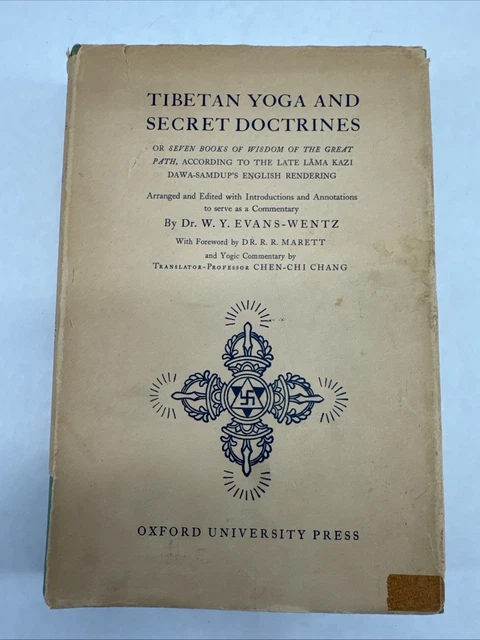 TIBETAN YOGA AND
SECRET DOCTRINES
OR SEVEN BOOKS OF WISDOM OF THE GREAT
PATH, ACCORDING TO THE LATE LĀMA KAZI
DAWA-SAMDUP'S ENGLISH RENDERING
Arranged and Edited with Introductions and Annotations
to serve as a Commentary
By Dr. W. Y. EVANS-WENTZ
With Foreword by DR. R. R. MARETT
and Yogic Commentary by
TRANSLATOR-PROFESSOR CHEN-CHI CHANG
OXFORD UNIVERSITY PRESS